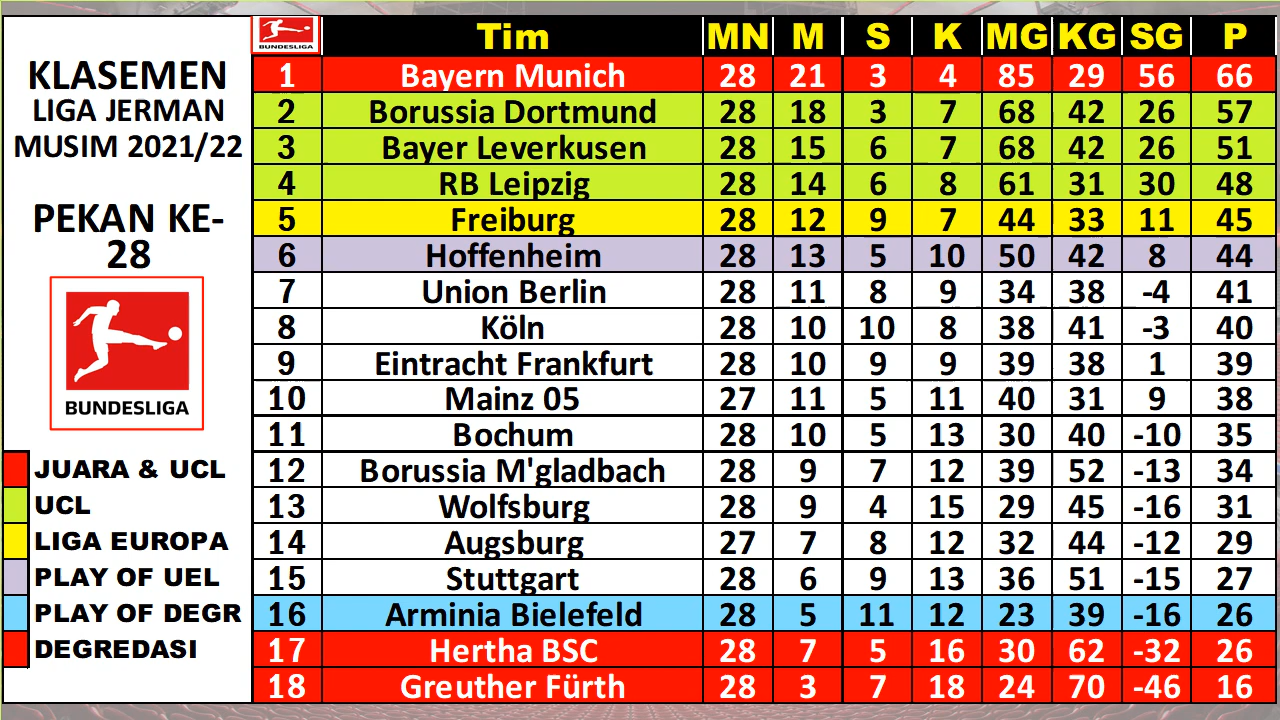 KLASEMEN
LIGA JERMAN
MUSIM 2021/22
PEKAN KE-
28
BUNDESLIGA
JUARA & UCL
UCL
LIGA EUROPA
PLAY OF UEL
PLAY OF DEGR
DEGREDASI
BUNDESLIGA Tim MN M S K MG KG SG P
1 Bayern Munich 28 21 3 4 85 29 56 66
2 Borussia Dortmund 28 18 3 7 68 42 26 57
3 Bayer Leverkusen 28 15 6 7 68 42 26 51
4 RB Leipzig 28 14 6 8 61 31 30 48
5 Freiburg 28 12 9 7 44 33 11 45
6 Hoffenheim 28 13 5 10 50 42 8 44
7 Union Berlin 28 11 8 9 34 38 -4 41
8 Köln 28 10 10 8 38 41 -3 40
9 Eintracht Frankfurt 28 10 9 9 39 38 1 39
10 Mainz 05 27 11 5 11 40 31 9 38
11 Bochum 28 10 5 13 30 40 -10 35
12 Borussia M'gladbach 28 9 7 12 39 52 -13 34
13 Wolfsburg 28 9 4 15 29 45 -16 31
14 Augsburg 27 7 8 12 32 44 -12 29
15 Stuttgart 28 6 9 13 36 51 -15 27
16 Arminia Bielefeld 28 5 11 12 23 39 -16 26
17 Hertha BSC 28 7 5 16 30 62 -32 26
18 Greuther Fürth 28 3 7 18 24 70 -46 16